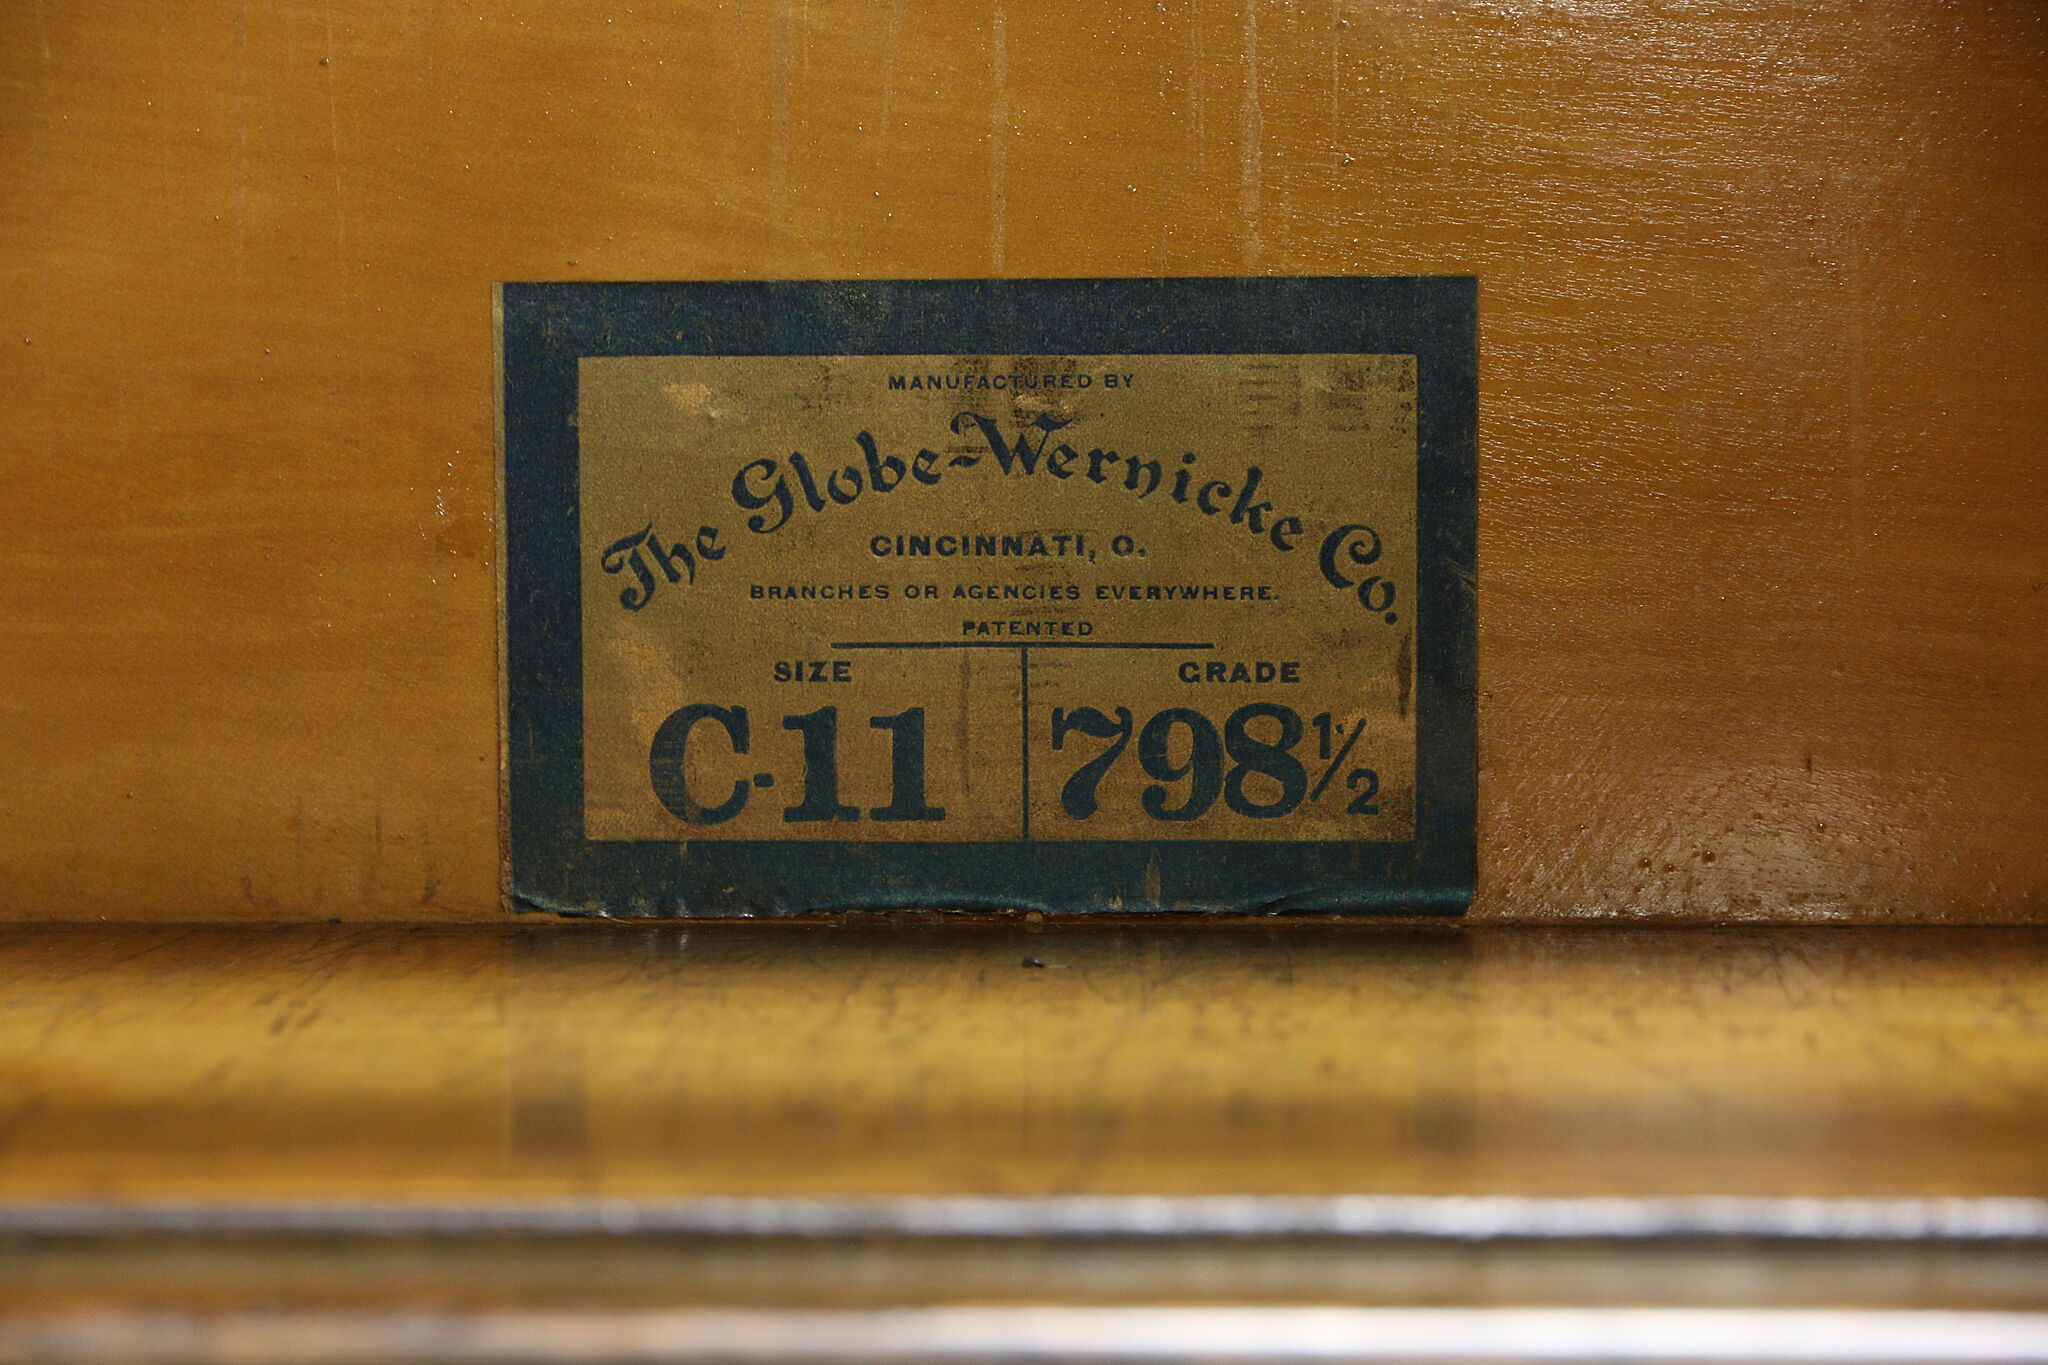 MANUFACTURED BY
The Globe-Wernicke Co.
CINCINNATI, O.
BRANCHES OR AGENCIES EVERYWHERE.
PATENTED
SIZE GRADE
C-11 798½